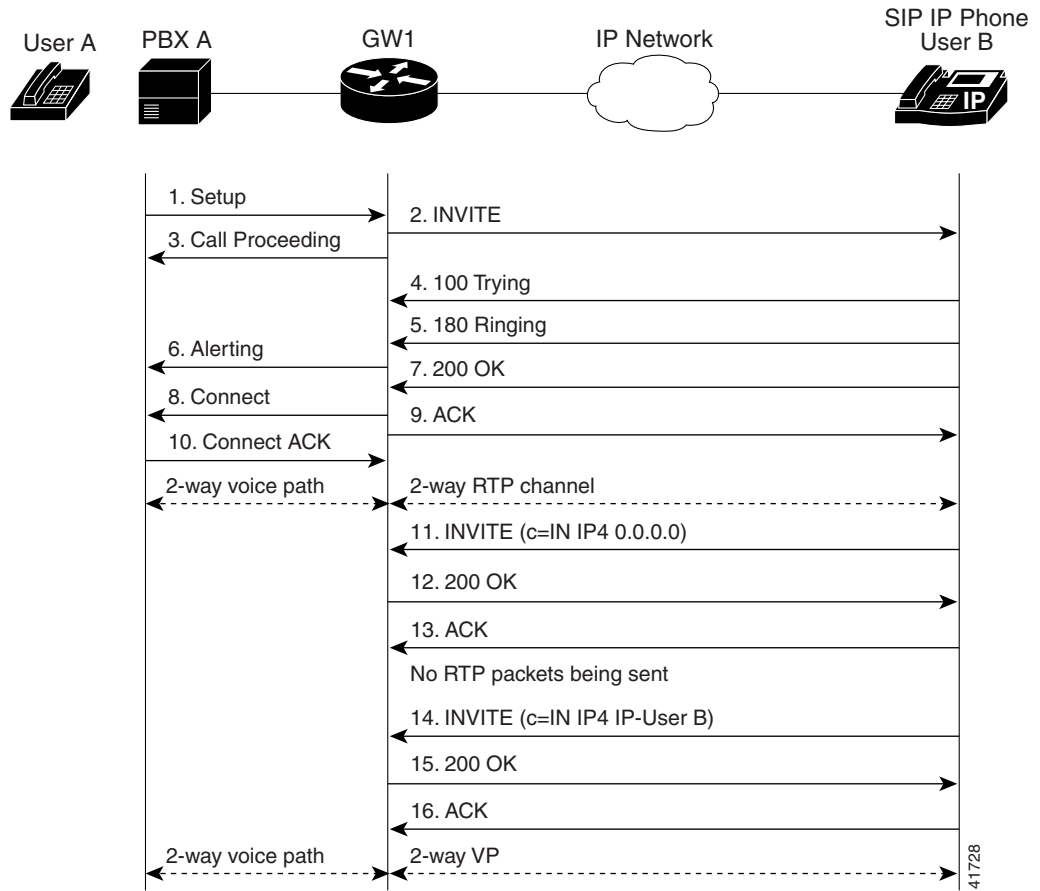 User A
PBX A
GW1
IP Network
SIP IP Phone
User B
IP
1. Setup
2. INVITE
3. Call Proceeding
4. 100 Trying
5. 180 Ringing
6. Alerting
7. 200 OK
8. Connect
9. ACK
10. Connect ACK
2-way voice path
2-way RTP channel
11. INVITE (c=IN IP4 0.0.0.0)
12. 200 OK
13. ACK
No RTP packets being sent
14. INVITE (c=IN IP4 IP-User B)
15. 200 OK
16. ACK
2-way voice path
2-way VP
41728